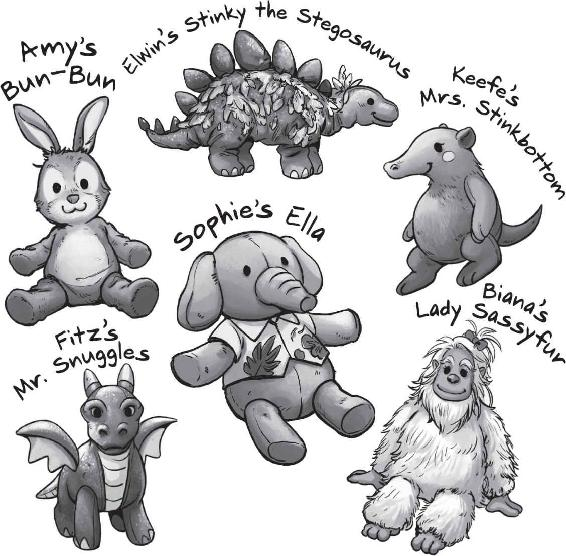 Amy's
Bun-Bun
Elwin's Stinky the Stegosaurus
Keefe's
Mrs. Stinkbottom
Sophie's Ella
Fitz's
Mr. Snuggles
Biana's
Lady Sassyfur